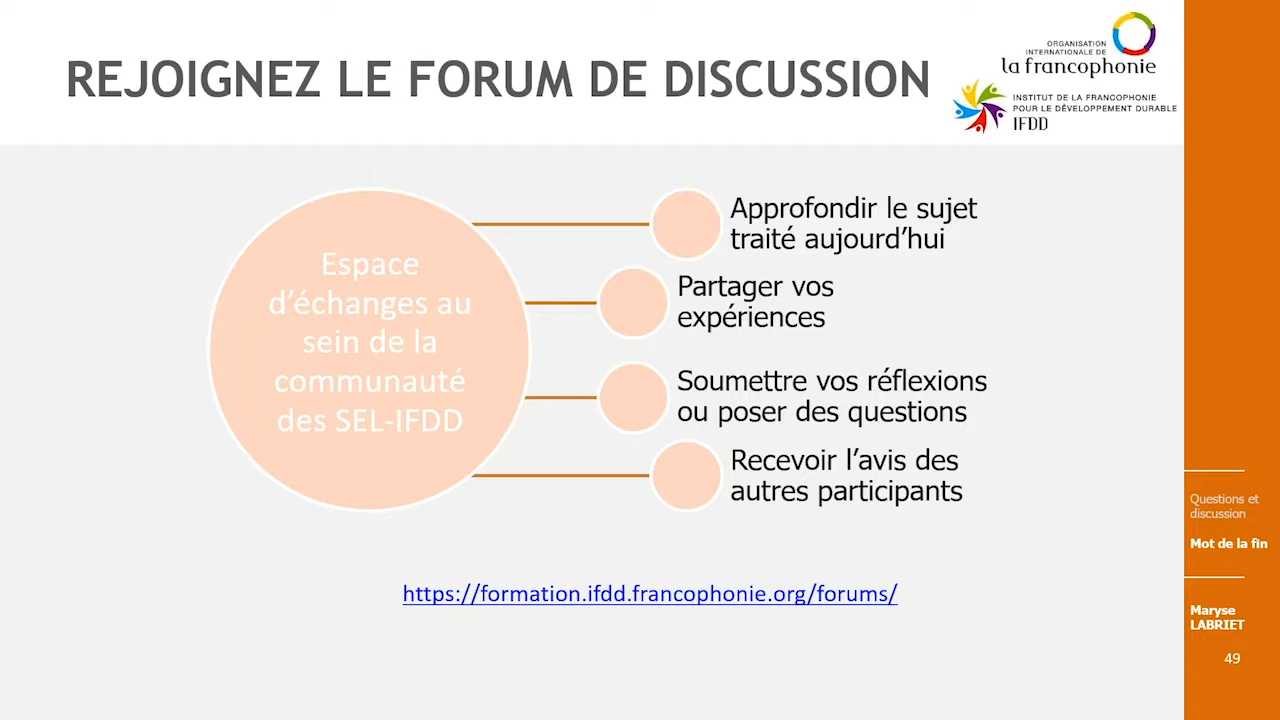 REJOIGNEZ LE FORUM DE DISCUSSION
ORGANISATION
INTERNATIONALE DE
la francophonie
INSTITUT DE LA FRANCOPHONIE
POUR LE DÉVELOPPEMENT DURABLE
IFDD
Espace
d’échanges au
sein de la
communauté
des SEL-IFDD
Approfondir le sujet
traité aujourd’hui
Partager vos
expériences
Soumettre vos réflexions
ou poser des questions
Recevoir l’avis des
autres participants
https://formation.ifdd.francophonie.org/forums/
Questions et
discussion
Mot de la fin
Maryse
LABRIET
49